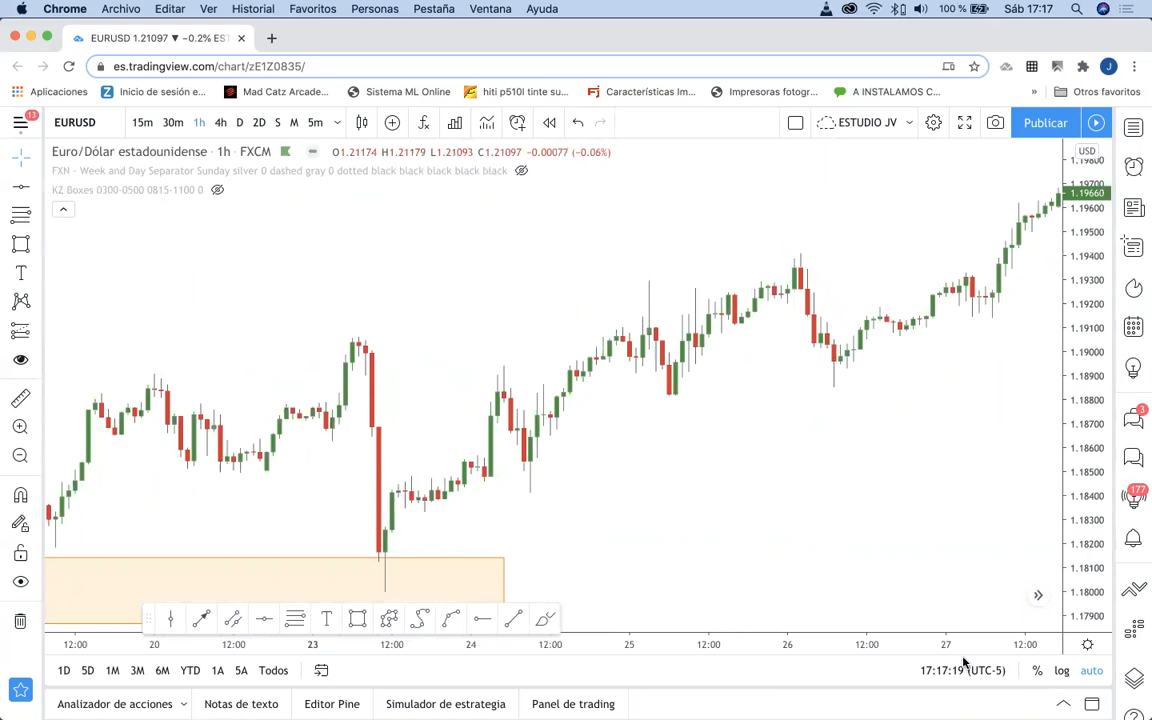 Chrome Archivo Editar Ver Historial Favoritos Personas Pestaña Ventana Ayuda 100 % Sáb 17:17
EURUSD 1.21097 ▼ −0.2% EST
es.tradingview.com/chart/zE1Z0835/ J
Aplicaciones Inicio de sesión e... Mad Catz Arcade... Sistema ML Online hiti p510l tinte su... Características Im... Impresoras fotogr... A INSTALAMOS C... » Otros favoritos
13 EURUSD 15m 30m 1h 4h D 2D S M 5m ESTUDIO JV Publicar
Euro/Dólar estadounidense · 1h · FXCM O1.21174 H1.21179 L1.21093 C1.21097 −0.00077 (−0.06%) USD
FXN - Week and Day Separator Sunday silver 0 dashed gray 0 dotted black black black black black
KZ Boxes 0300-0500 0815-1100 0
1.19800
1.19700
1.19660
1.19600
1.19500
1.19400
1.19300
1.19200
1.19100
1.19000
1.18900
1.18800
1.18700
1.18600
1.18500
1.18400
1.18300
1.18200
1.18100
1.18000
1.17900
3
177
12:00 20 12:00 23 12:00 24 12:00 25 12:00 26 12:00 27 12:00
1D 5D 1M 3M 6M YTD 1A 5A Todos 17:17:19 (UTC-5) % log auto
Analizador de acciones Notas de texto Editor Pine Simulador de estrategia Panel de trading